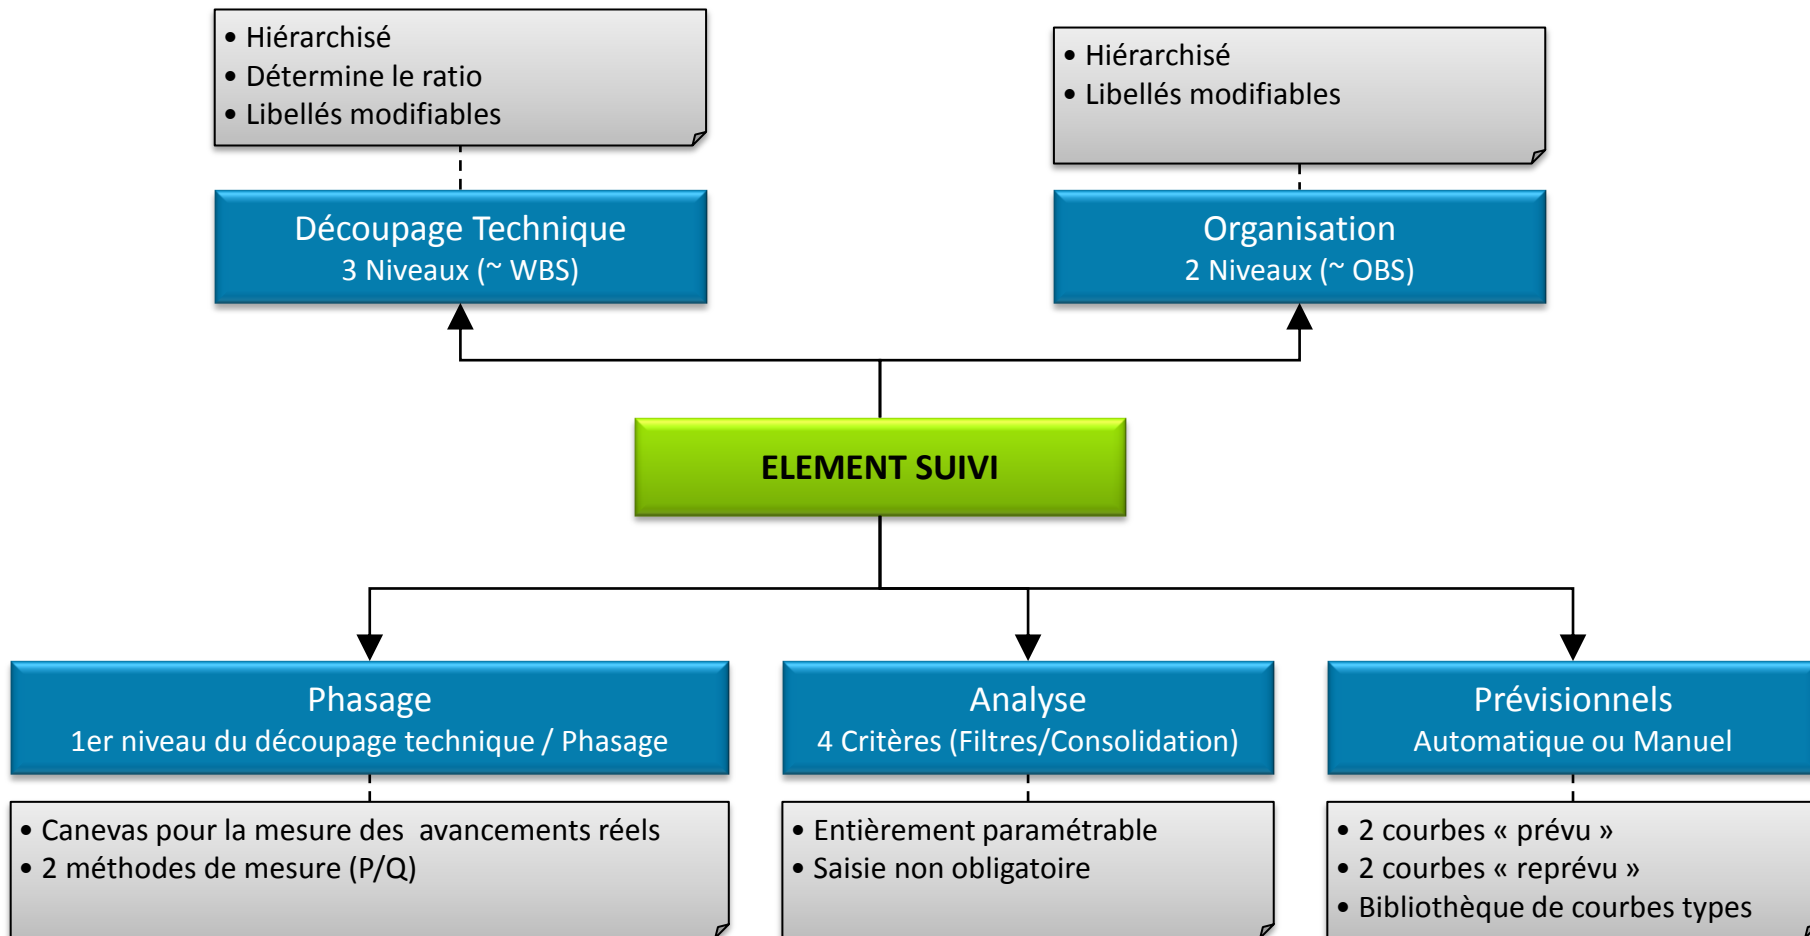 • Hiérarchisé
• Détermine le ratio
• Libellés modifiables
• Hiérarchisé
• Libellés modifiables
Découpage Technique
3 Niveaux (~ WBS)
Organisation
2 Niveaux (~ OBS)
ELEMENT SUIVI
Phasage
1er niveau du découpage technique / Phasage
Analyse
4 Critères (Filtres/Consolidation)
Prévisionnels
Automatique ou Manuel
• Canevas pour la mesure des  avancements réels
• 2 méthodes de mesure (P/Q)
• Entièrement paramétrable
• Saisie non obligatoire
• 2 courbes « prévu »
• 2 courbes « reprévu »
• Bibliothèque de courbes types